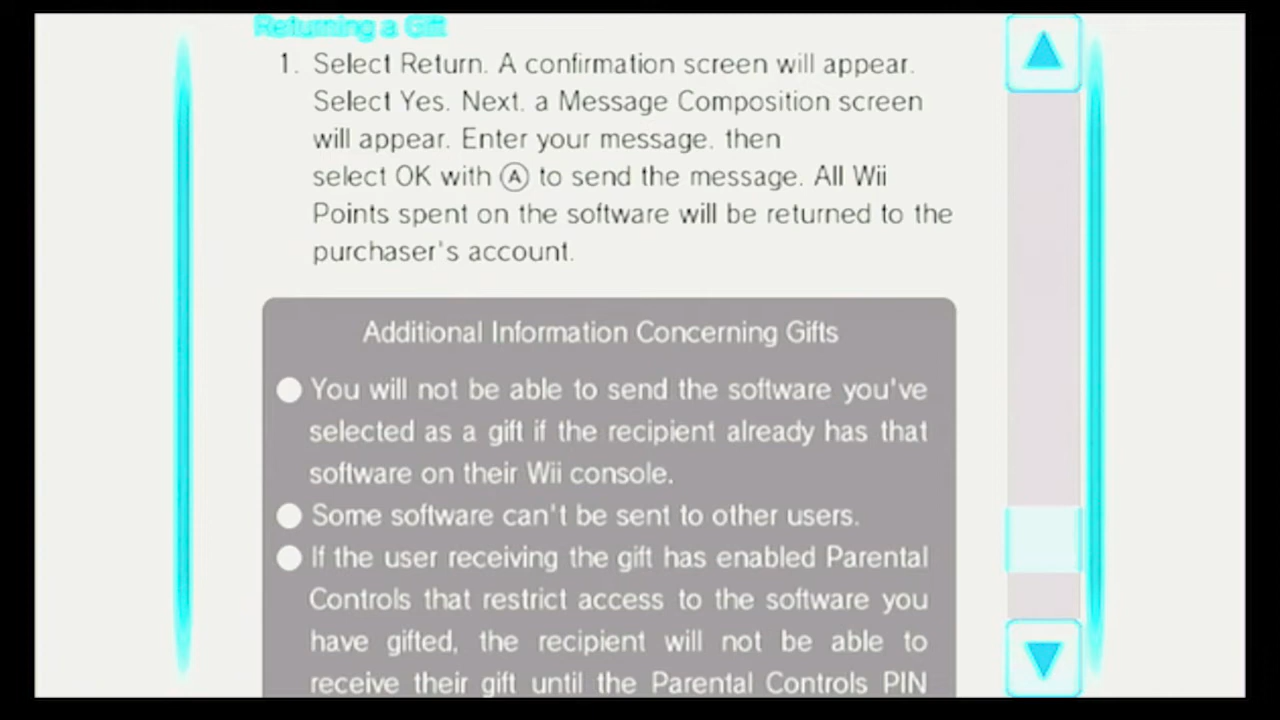 Returning a Gift
1. Select Return. A confirmation screen will appear.
Select Yes. Next, a Message Composition screen
will appear. Enter your message, then
select OK with Ⓐ to send the message. All Wii
Points spent on the software will be returned to the
purchaser's account.
Additional Information Concerning Gifts
● You will not be able to send the software you've
selected as a gift if the recipient already has that
software on their Wii console.
● Some software can't be sent to other users.
● If the user receiving the gift has enabled Parental
Controls that restrict access to the software you
have gifted, the recipient will not be able to
receive their gift until the Parental Controls PIN